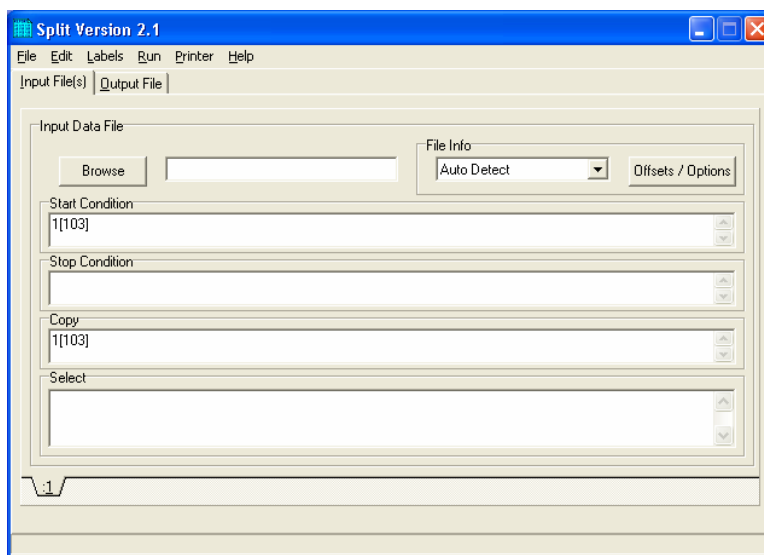 Split Version 2.1
File Edit Labels Run Printer Help
Input File(s) Output File
Input Data File
File Info
Browse Auto Detect Offsets / Options
Start Condition
1[103]
Stop Condition
Copy
1[103]
Select
:1